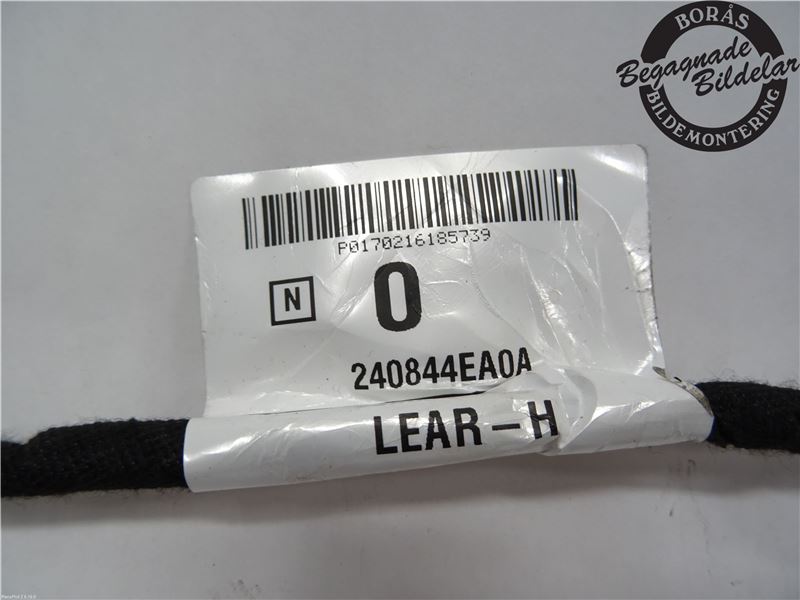 BORÅS
Begagnade
Bildelar
BILDEMONTERING
P0170216185739
N
0
240844EA0A
LEAR-H